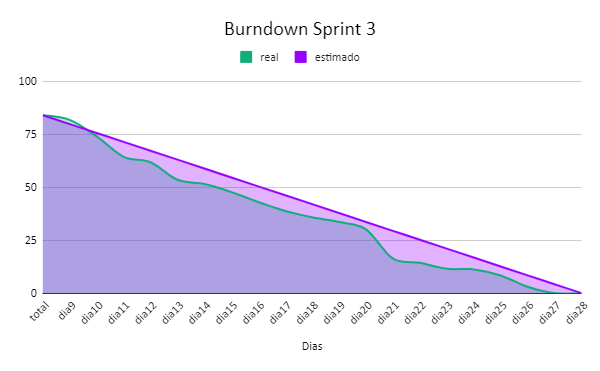 Burndown Sprint 3
real estimado
100
75
50
25
0
total dia9 dia10 dia11 dia12 dia13 dia14 dia15 dia16 dia17 dia18 dia19 dia20 dia21 dia22 dia23 dia24 dia25 dia26 dia27 dia28
Dias